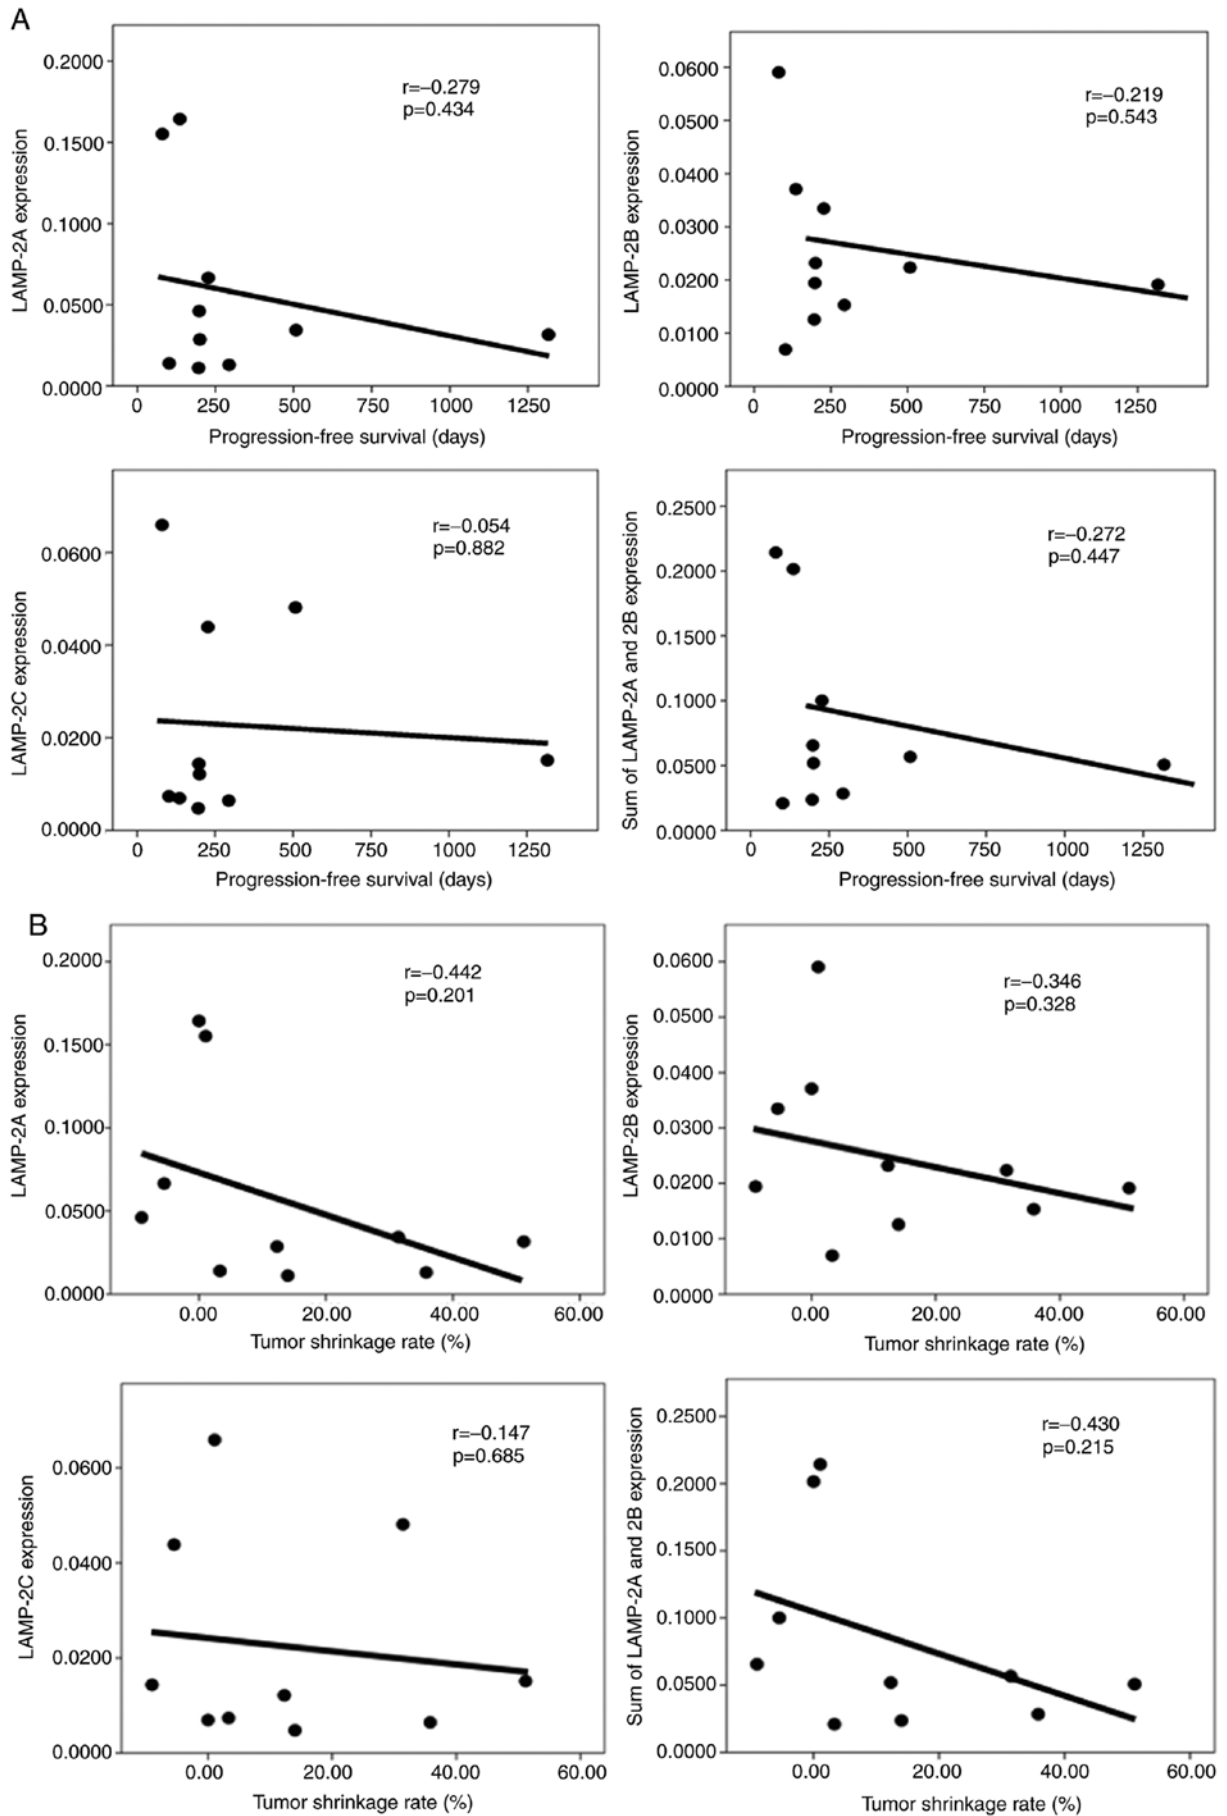 A
LAMP-2A expression
0.2000
0.1500
0.1000
0.0500
0.0000
r=−0.279
p=0.434
0 250 500 750 1000 1250
Progression-free survival (days)
LAMP-2B expression
0.0600
0.0500
0.0400
0.0300
0.0200
0.0100
0.0000
r=−0.219
p=0.543
0 250 500 750 1000 1250
Progression-free survival (days)
LAMP-2C expression
0.0600
0.0400
0.0200
0.0000
r=−0.054
p=0.882
0 250 500 750 1000 1250
Progression-free survival (days)
Sum of LAMP-2A and 2B expression
0.2500
0.2000
0.1500
0.1000
0.0500
0.0000
r=−0.272
p=0.447
0 250 500 750 1000 1250
Progression-free survival (days)
B
LAMP-2A expression
0.2000
0.1500
0.1000
0.0500
0.0000
r=−0.442
p=0.201
0.00 20.00 40.00 60.00
Tumor shrinkage rate (%)
LAMP-2B expression
0.0600
0.0500
0.0400
0.0300
0.0200
0.0100
0.0000
r=−0.346
p=0.328
0.00 20.00 40.00 60.00
Tumor shrinkage rate (%)
LAMP-2C expression
0.0600
0.0400
0.0200
0.0000
r=−0.147
p=0.685
0.00 20.00 40.00 60.00
Tumor shrinkage rate (%)
Sum of LAMP-2A and 2B expression
0.2500
0.2000
0.1500
0.1000
0.0500
0.0000
r=−0.430
p=0.215
0.00 20.00 40.00 60.00
Tumor shrinkage rate (%)